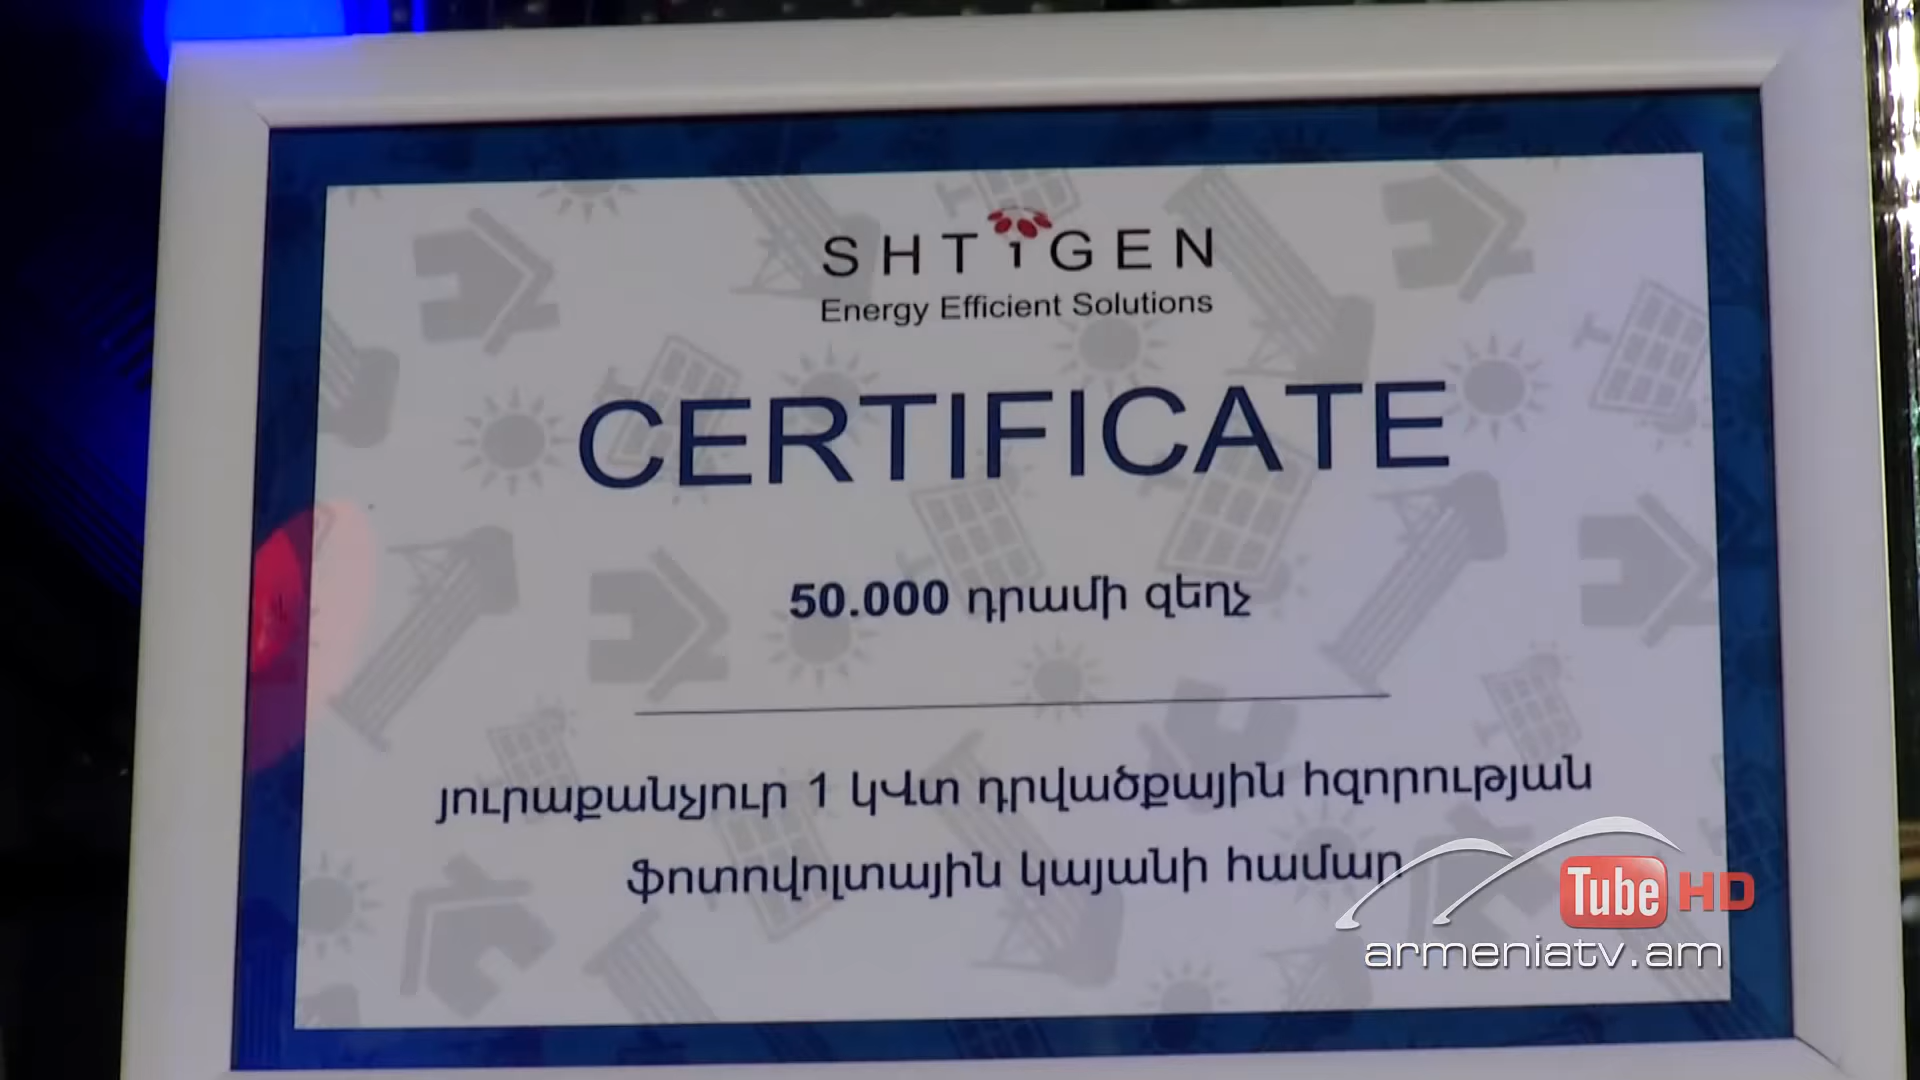 SHTIGEN
Energy Efficient Solutions
CERTIFICATE
50.000 դրամի զեղչ
յուրաքանչյուր 1 կՎտ դրվածքային հզորության
ֆոտովոլտային կայանի համար
Tube HD
armeniatv.am